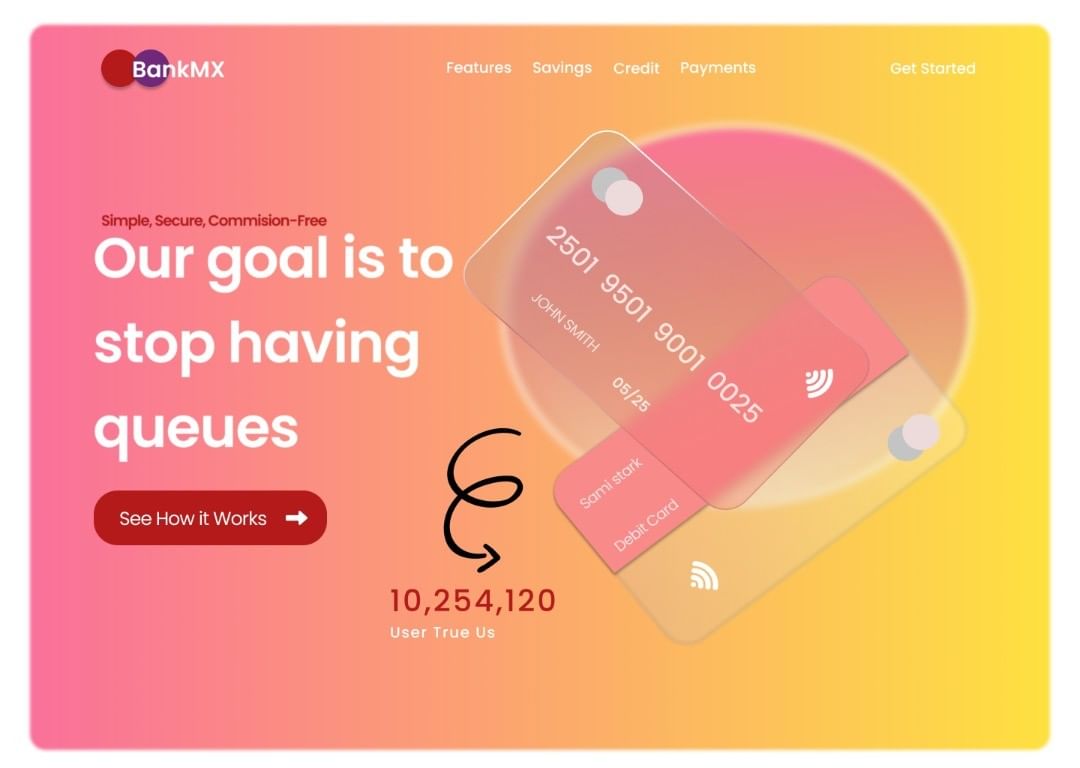 BankMX
Features Savings Credit Payments
Get Started
Simple, Secure, Commision-Free
Our goal is to
stop having
queues
See How it Works
2501 9501 9001 0025
JOHN SMITH
05/25
Sami stark
Debit Card
10,254,120
User True Us